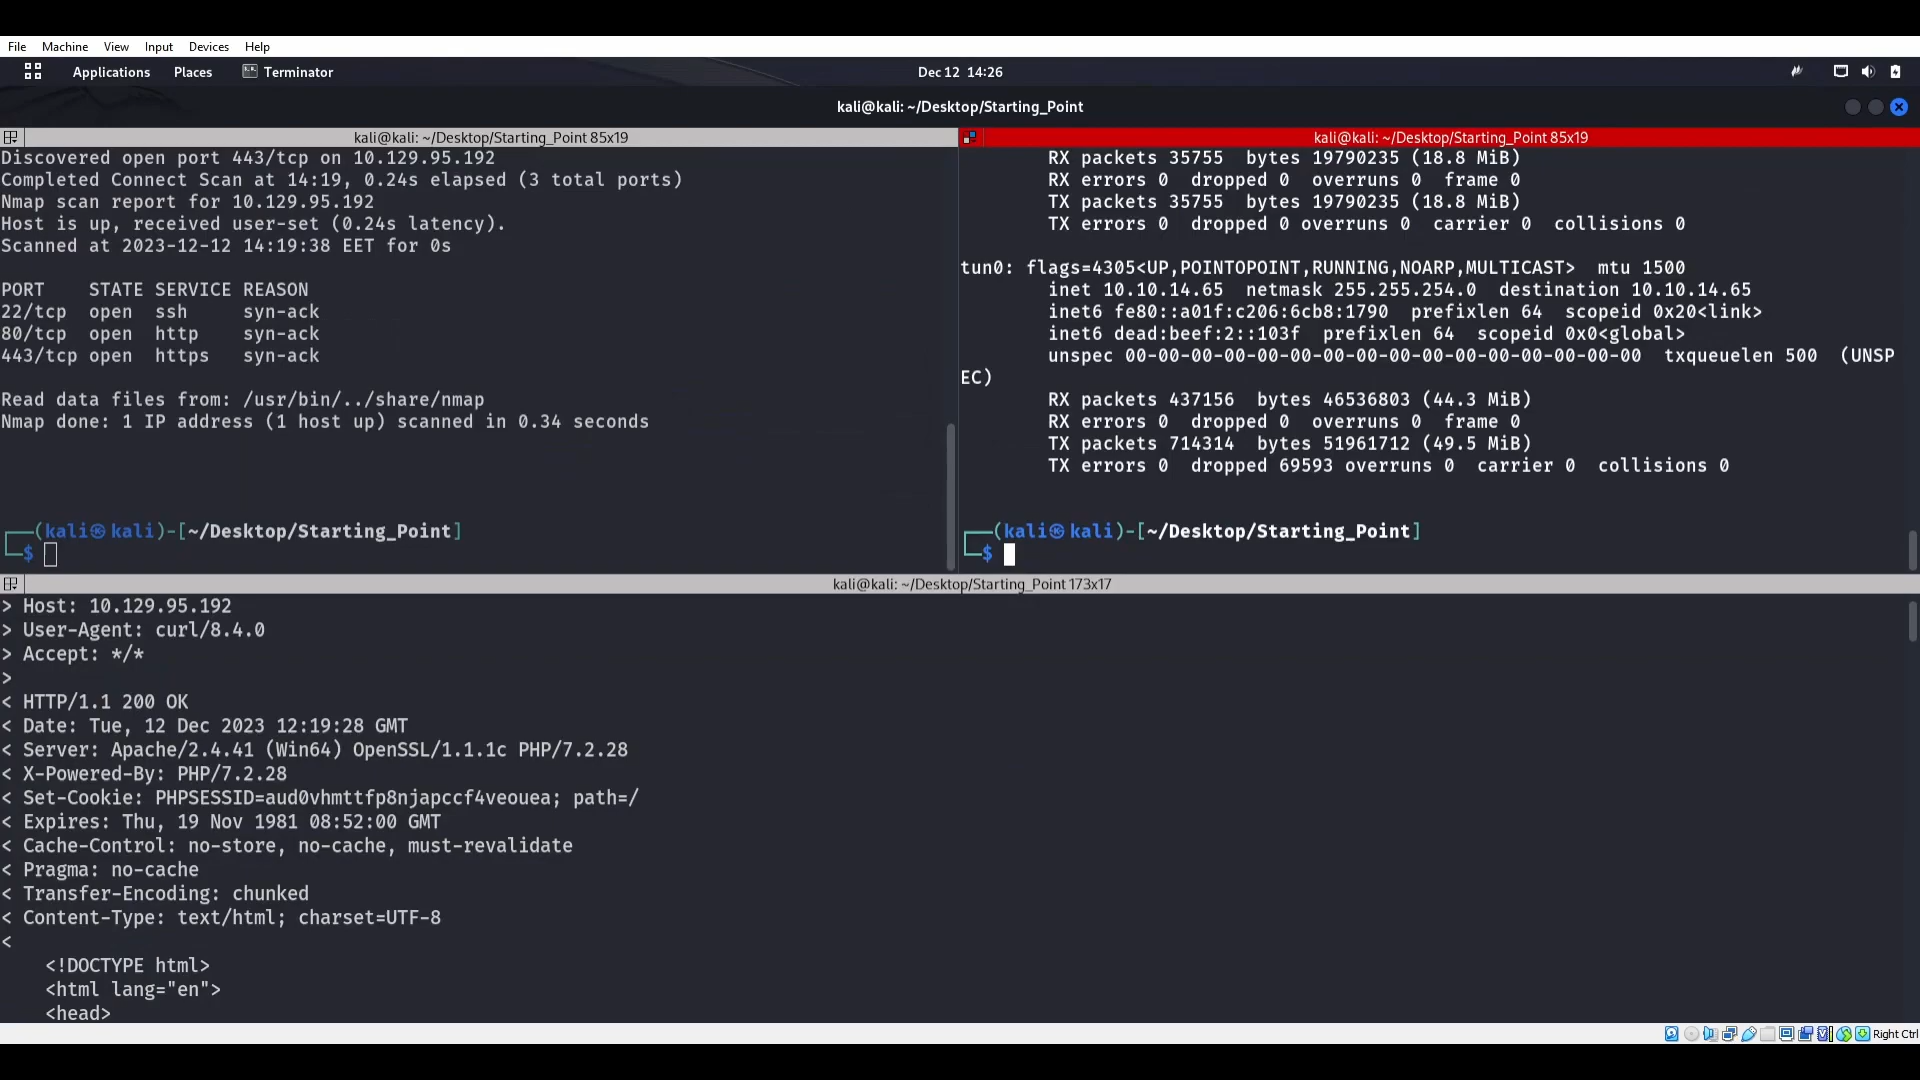 File Machine View Input Devices Help
Applications Places Terminator Dec 12 14:26
kali@kali: ~/Desktop/Starting_Point
kali@kali: ~/Desktop/Starting_Point 85x19
Discovered open port 443/tcp on 10.129.95.192
Completed Connect Scan at 14:19, 0.24s elapsed (3 total ports)
Nmap scan report for 10.129.95.192
Host is up, received user-set (0.24s latency).
Scanned at 2023-12-12 14:19:38 EET for 0s
PORT    STATE SERVICE REASON
22/tcp  open  ssh     syn-ack
80/tcp  open  http    syn-ack
443/tcp open  https   syn-ack
Read data files from: /usr/bin/../share/nmap
Nmap done: 1 IP address (1 host up) scanned in 0.34 seconds
┌──(kali㉿kali)-[~/Desktop/Starting_Point]
└─$
kali@kali: ~/Desktop/Starting_Point 85x19
RX packets 35755  bytes 19790235 (18.8 MiB)
RX errors 0  dropped 0  overruns 0  frame 0
TX packets 35755  bytes 19790235 (18.8 MiB)
TX errors 0  dropped 0 overruns 0  carrier 0  collisions 0
tun0: flags=4305<UP,POINTOPOINT,RUNNING,NOARP,MULTICAST>  mtu 1500
inet 10.10.14.65  netmask 255.255.254.0  destination 10.10.14.65
inet6 fe80::a01f:c206:6cb8:1790  prefixlen 64  scopeid 0x20<link>
inet6 dead:beef:2::103f  prefixlen 64  scopeid 0x0<global>
unspec 00-00-00-00-00-00-00-00-00-00-00-00-00-00-00-00  txqueuelen 500  (UNSP
EC)
RX packets 437156  bytes 46536803 (44.3 MiB)
RX errors 0  dropped 0  overruns 0  frame 0
TX packets 714314  bytes 51961712 (49.5 MiB)
TX errors 0  dropped 69593 overruns 0  carrier 0  collisions 0
┌──(kali㉿kali)-[~/Desktop/Starting_Point]
└─$
kali@kali: ~/Desktop/Starting_Point 173x17
> Host: 10.129.95.192
> User-Agent: curl/8.4.0
> Accept: */*
>
< HTTP/1.1 200 OK
< Date: Tue, 12 Dec 2023 12:19:28 GMT
< Server: Apache/2.4.41 (Win64) OpenSSL/1.1.1c PHP/7.2.28
< X-Powered-By: PHP/7.2.28
< Set-Cookie: PHPSESSID=aud0vhmttfp8njapccf4veouea; path=/
< Expires: Thu, 19 Nov 1981 08:52:00 GMT
< Cache-Control: no-store, no-cache, must-revalidate
< Pragma: no-cache
< Transfer-Encoding: chunked
< Content-Type: text/html; charset=UTF-8
<
<!DOCTYPE html>
<html lang="en">
<head>
Right Ctrl